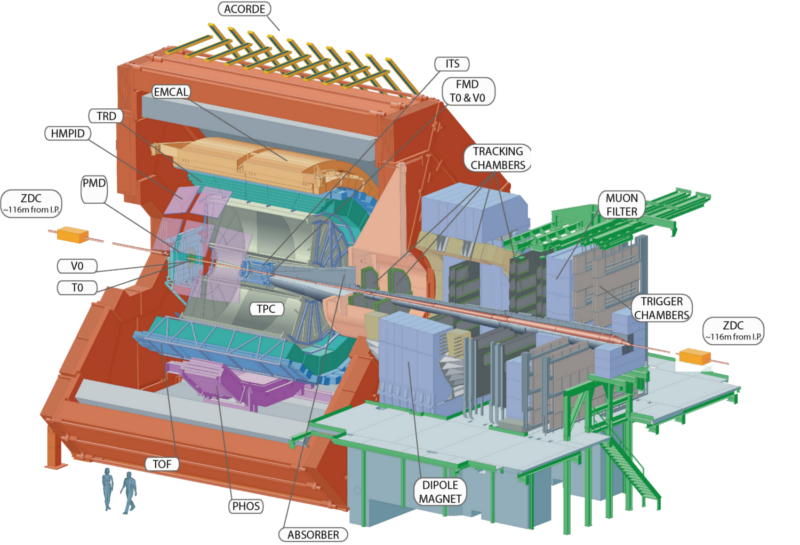 ACORDE
ITS
EMCAL
FMD
T0 & V0
TRD
HMPID
TRACKING
CHAMBERS
PMD
ZDC
~116m from I.P.
MUON
FILTER
V0
T0
TPC
TRIGGER
CHAMBERS
ZDC
~116m from I.P.
TOF
DIPOLE
MAGNET
PHOS
ABSORBER